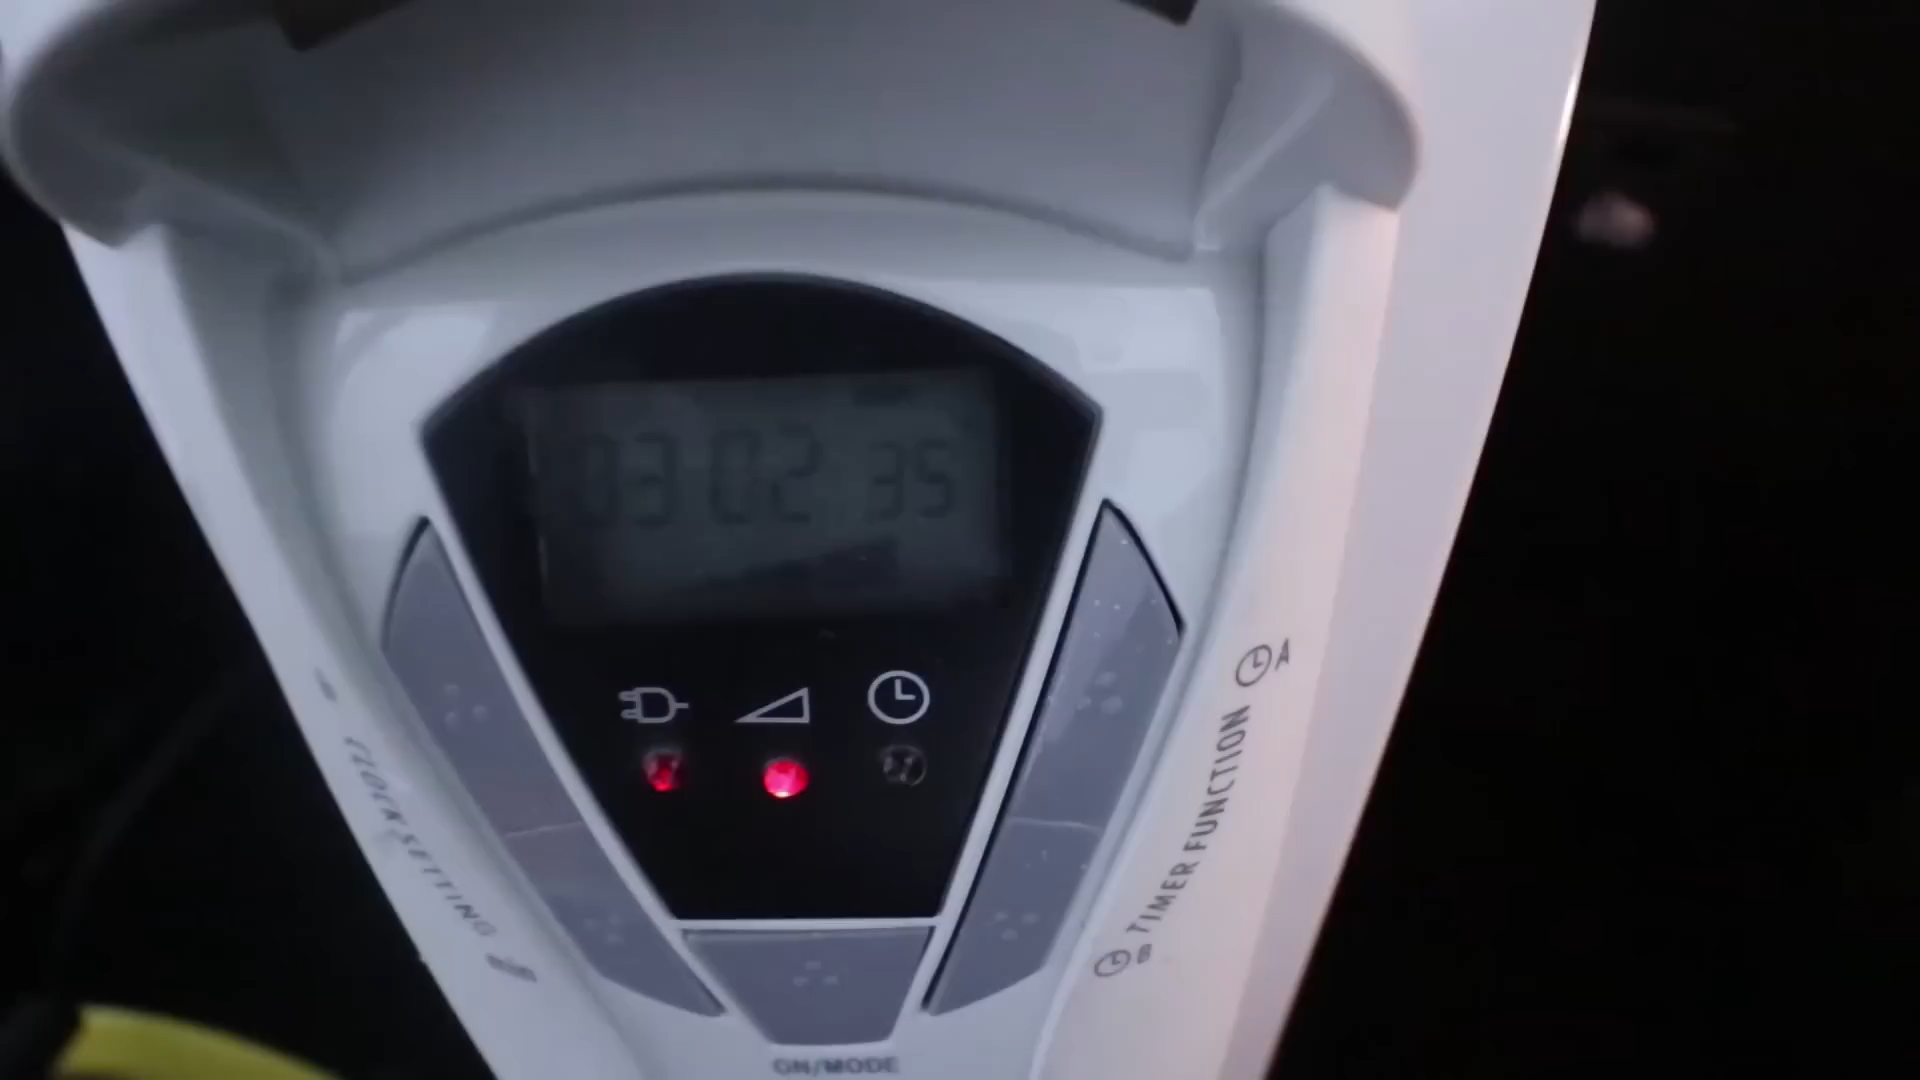 03:02 35
A
TIMER FUNCTION
B
CLOCK SETTING
ON/MODE